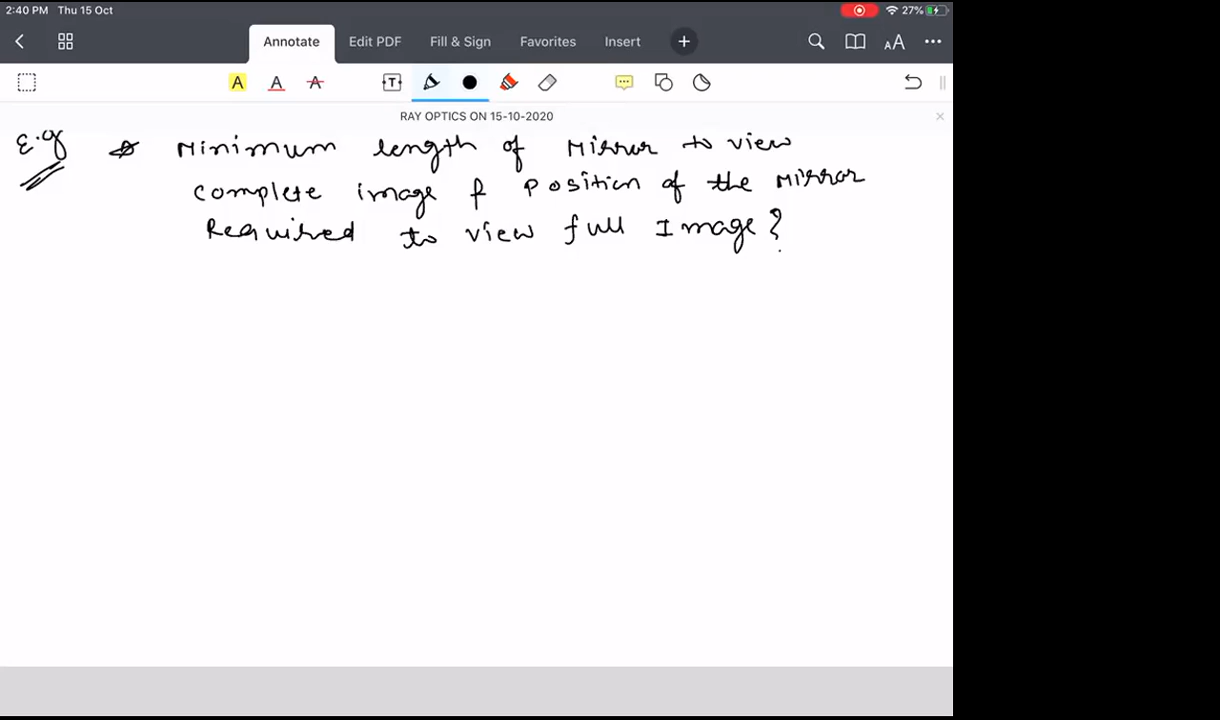 2:40 PM Thu 15 Oct
27%
Annotate Edit PDF Fill & Sign Favorites Insert
A A A T
AA
RAY OPTICS ON 15-10-2020
E.g Minimum length of Mirror to view
complete image & position of the Mirror
Required to view full Image?